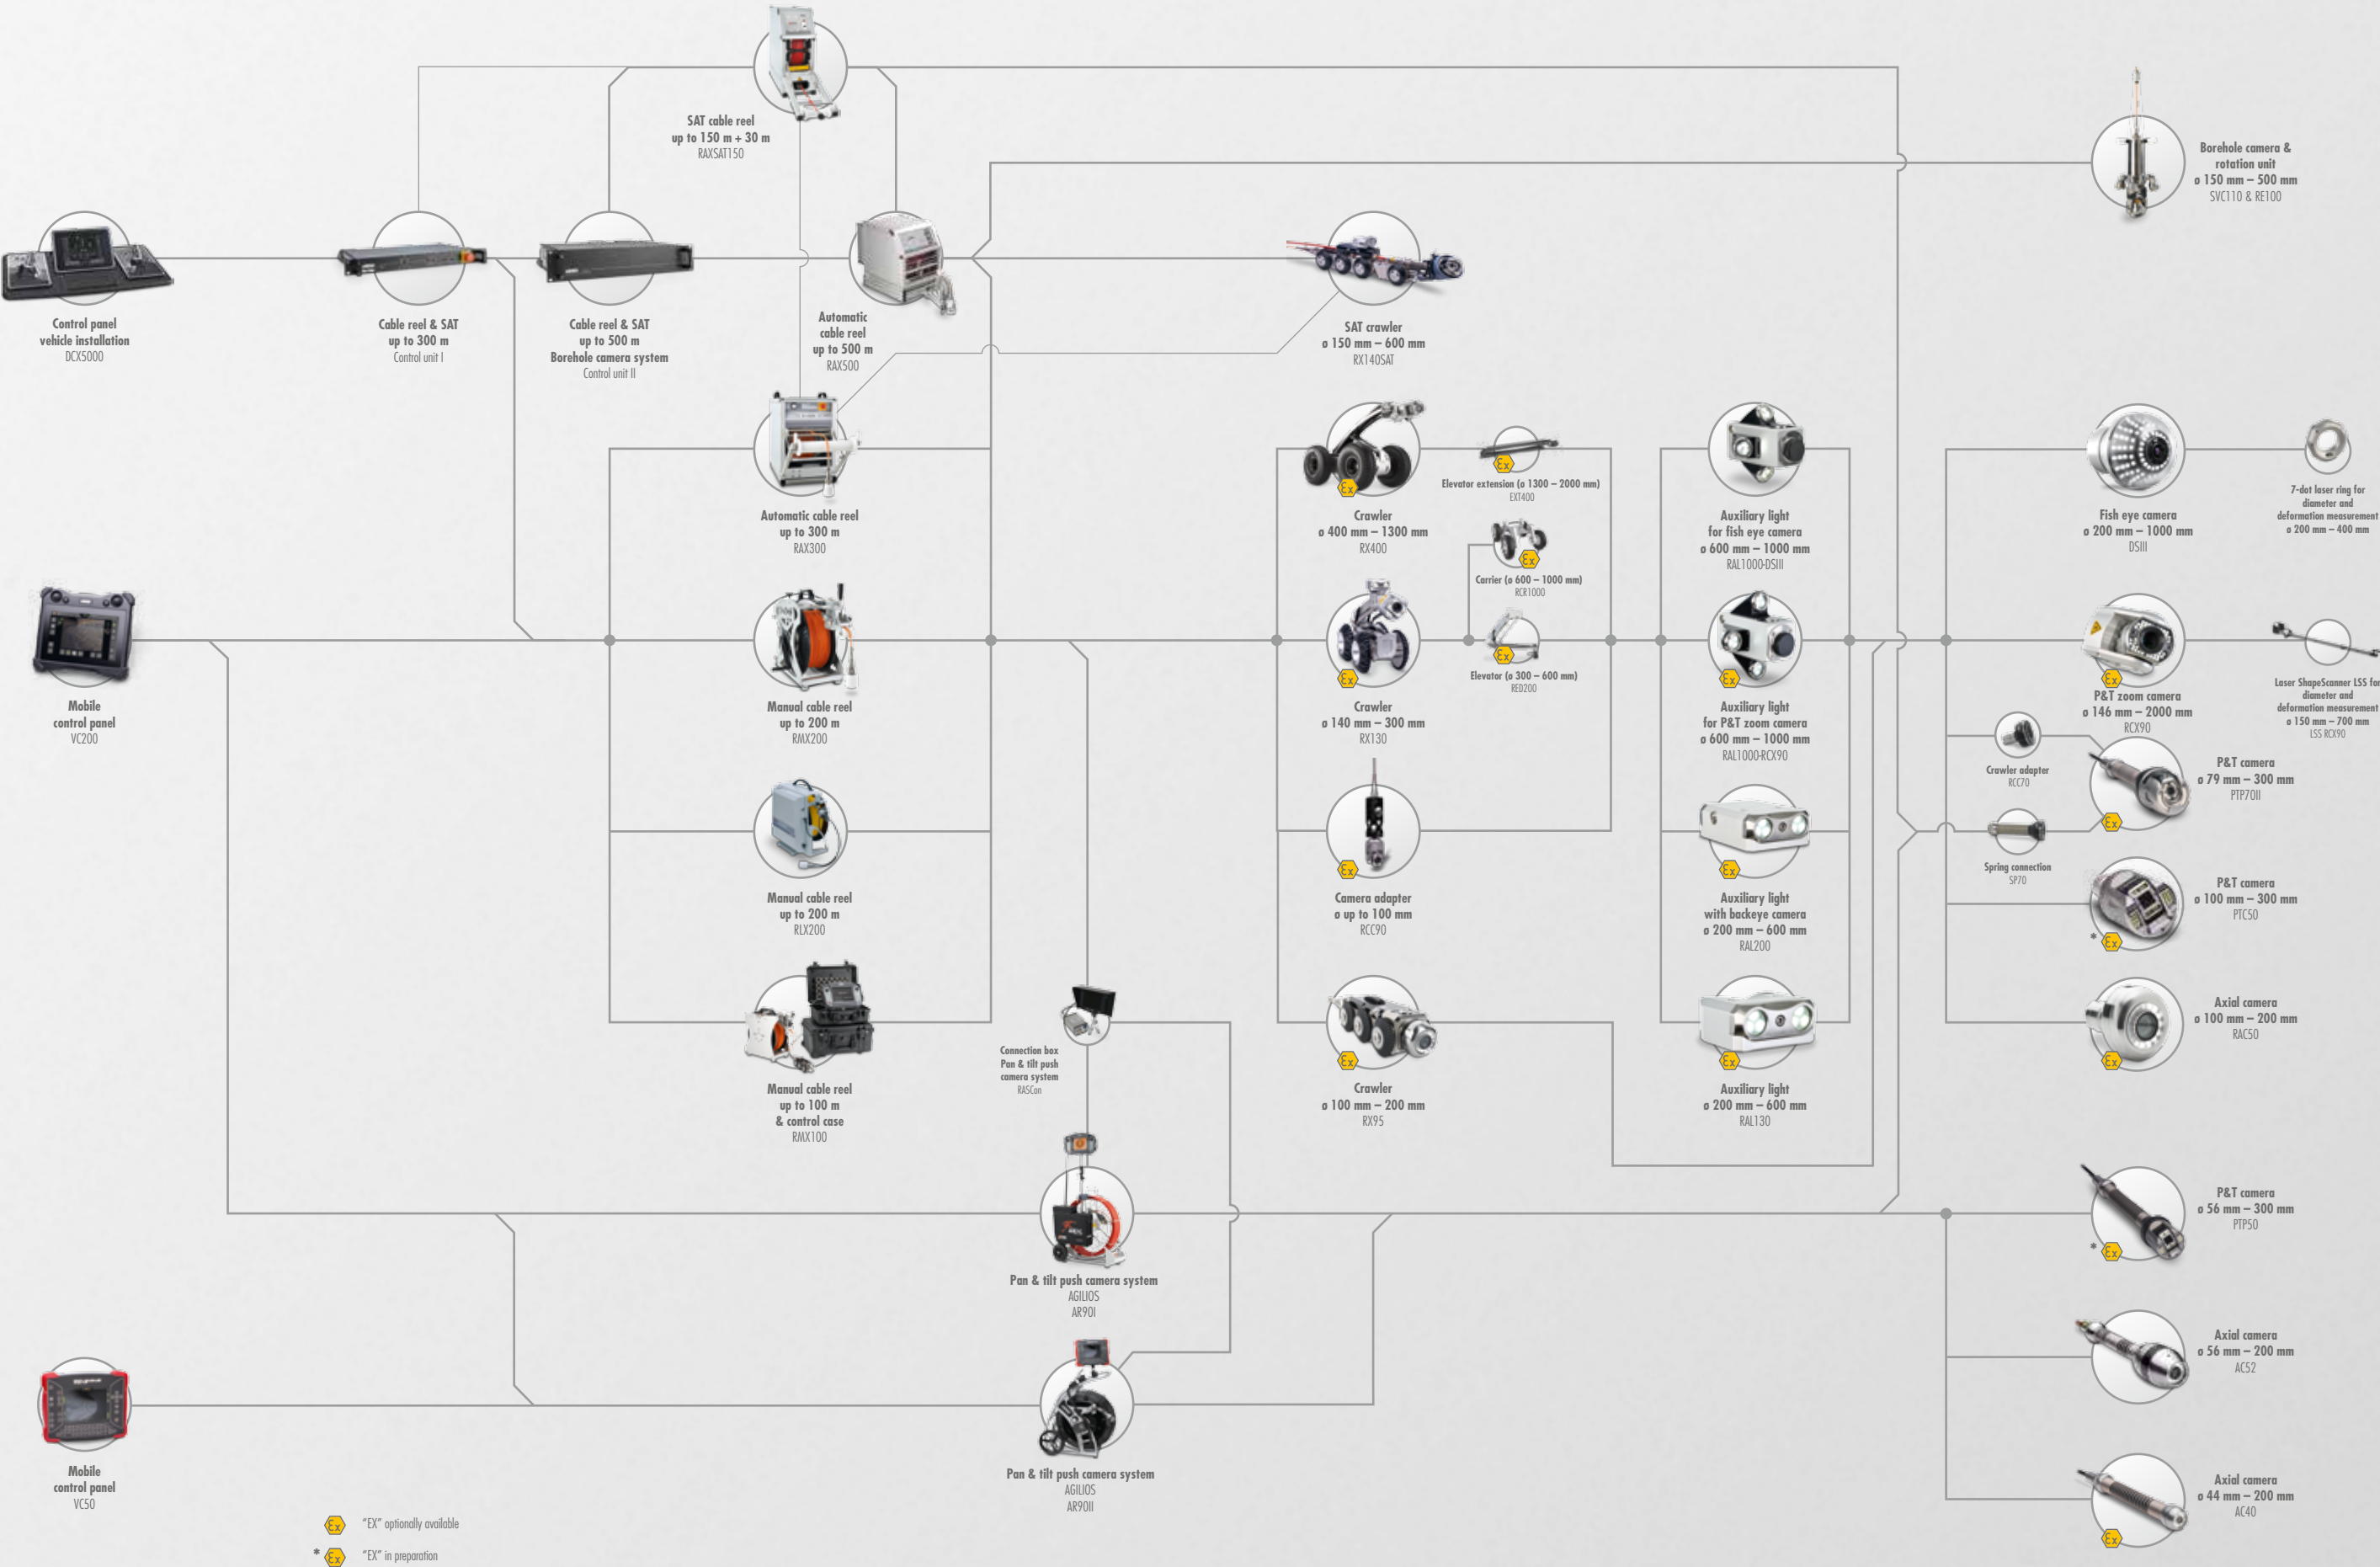 SAT cable reel
up to 150 m + 30 m
RAXSAT150
Borehole camera &
rotation unit
ø 150 mm – 500 mm
SVC110 & RE100
Control panel
vehicle installation
DCX5000
Cable reel & SAT
up to 300 m
Control unit I
Cable reel & SAT
up to 500 m
Borehole camera system
Control unit II
Automatic
cable reel
up to 500 m
RAX500
SAT crawler
ø 150 mm – 600 mm
RX140SAT
Automatic cable reel
up to 300 m
RAX300
Crawler
ø 400 mm – 1300 mm
RX400
Elevator extension (ø 1300 – 2000 mm)
EXT400
Carrier (ø 600 – 1000 mm)
RCR1000
Auxiliary light
for fish eye camera
ø 600 mm – 1000 mm
RAL1000-DSIII
Fish eye camera
ø 200 mm – 1000 mm
DSIII
7-dot laser ring for
diameter and
deformation measurement
ø 200 mm – 400 mm
Mobile
control panel
VC200
Manual cable reel
up to 200 m
RMX200
Crawler
ø 140 mm – 300 mm
RX130
Elevator (ø 300 – 600 mm)
RED200
Auxiliary light
for P&T zoom camera
ø 600 mm – 1000 mm
RAL1000-RCX90
P&T zoom camera
ø 146 mm – 2000 mm
RCX90
Laser ShapeScanner LSS for
diameter and
deformation measurement
ø 150 mm – 700 mm
LSS RCX90
Crawler adapter
RCC70
P&T camera
ø 79 mm – 300 mm
PTP70II
Manual cable reel
up to 200 m
RLX200
Camera adapter
ø up to 100 mm
RCC90
Auxiliary light
with backeye camera
ø 200 mm – 600 mm
RAL200
Spring connection
SP70
P&T camera
ø 100 mm – 300 mm
PTC50
*
Manual cable reel
up to 100 m
& control case
RMX100
Connection box
Pan & tilt push
camera system
RASCon
Crawler
ø 100 mm – 200 mm
RX95
Auxiliary light
ø 200 mm – 600 mm
RAL130
Axial camera
ø 100 mm – 200 mm
RAC50
Pan & tilt push camera system
AGILIOS
AR90I
P&T camera
ø 56 mm – 300 mm
PTP50
*
Axial camera
ø 56 mm – 200 mm
AC52
Mobile
control panel
VC50
Pan & tilt push camera system
AGILIOS
AR90II
Axial camera
ø 44 mm – 200 mm
AC40
Ex "EX" optionally available
* Ex "EX" in preparation